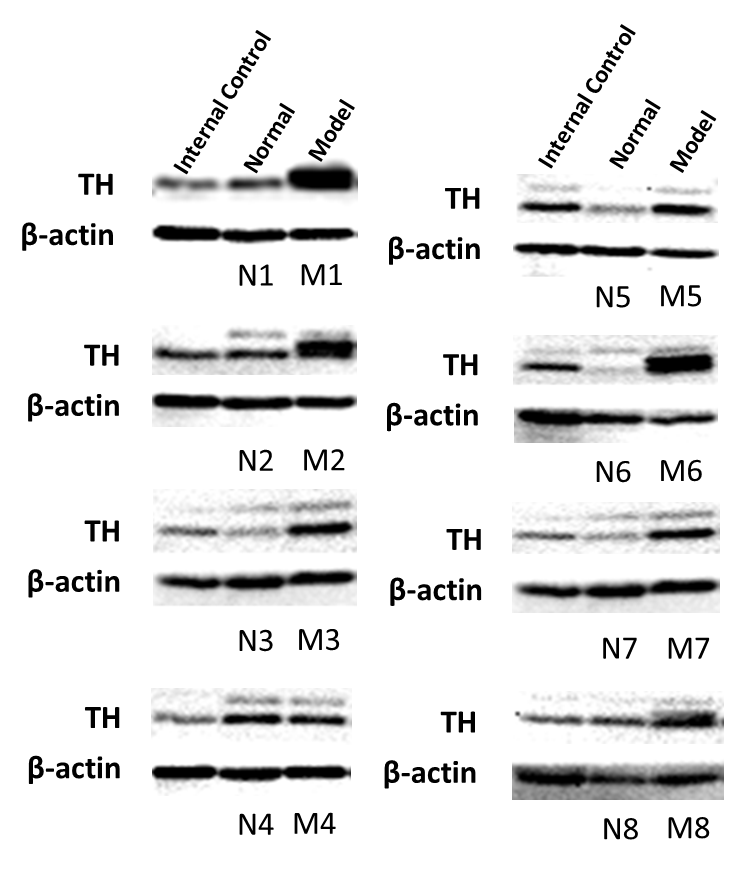 Internal Control
Normal
Model
TH
β-actin
N1 M1
TH
β-actin
N2 M2
TH
β-actin
N3 M3
TH
β-actin
N4 M4
Internal Control
Normal
Model
TH
β-actin
N5 M5
TH
β-actin
N6 M6
TH
β-actin
N7 M7
TH
β-actin
N8 M8